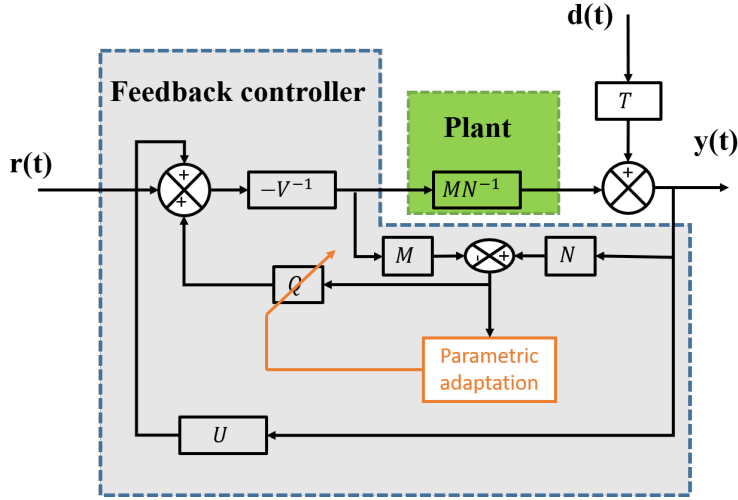 d(t)
Feedback controller
T
Plant
y(t)
r(t)
+
+
+
−V⁻¹
MN⁻¹
M
-
+
N
Q
Parametric
adaptation
U